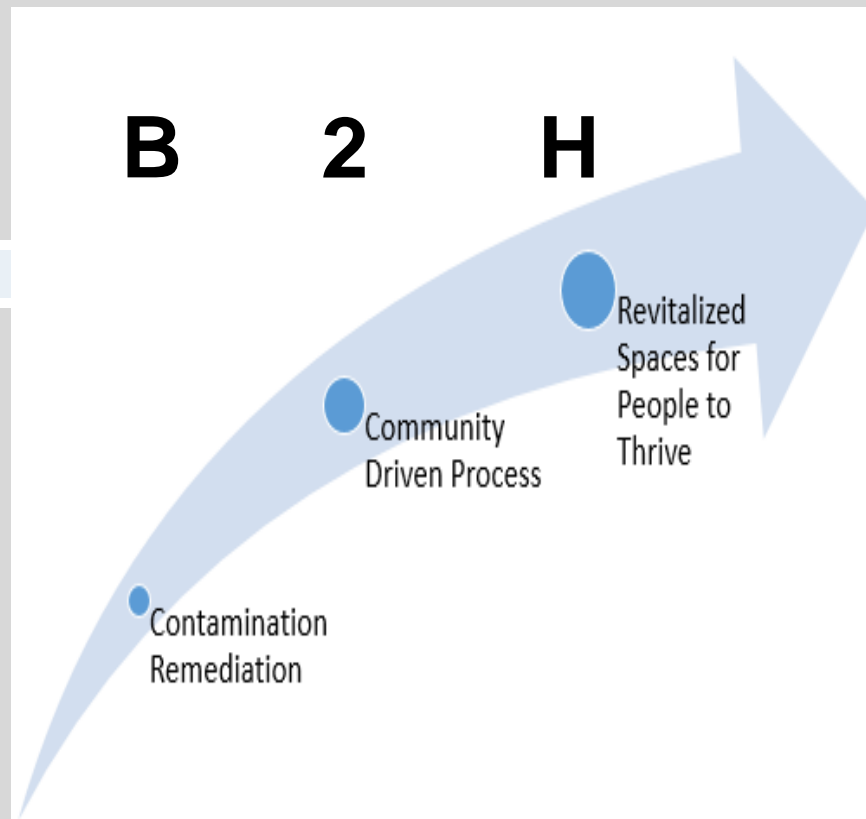 B 2 H
Revitalized
Spaces for
People to
Thrive
Community
Driven Process
Contamination
Remediation